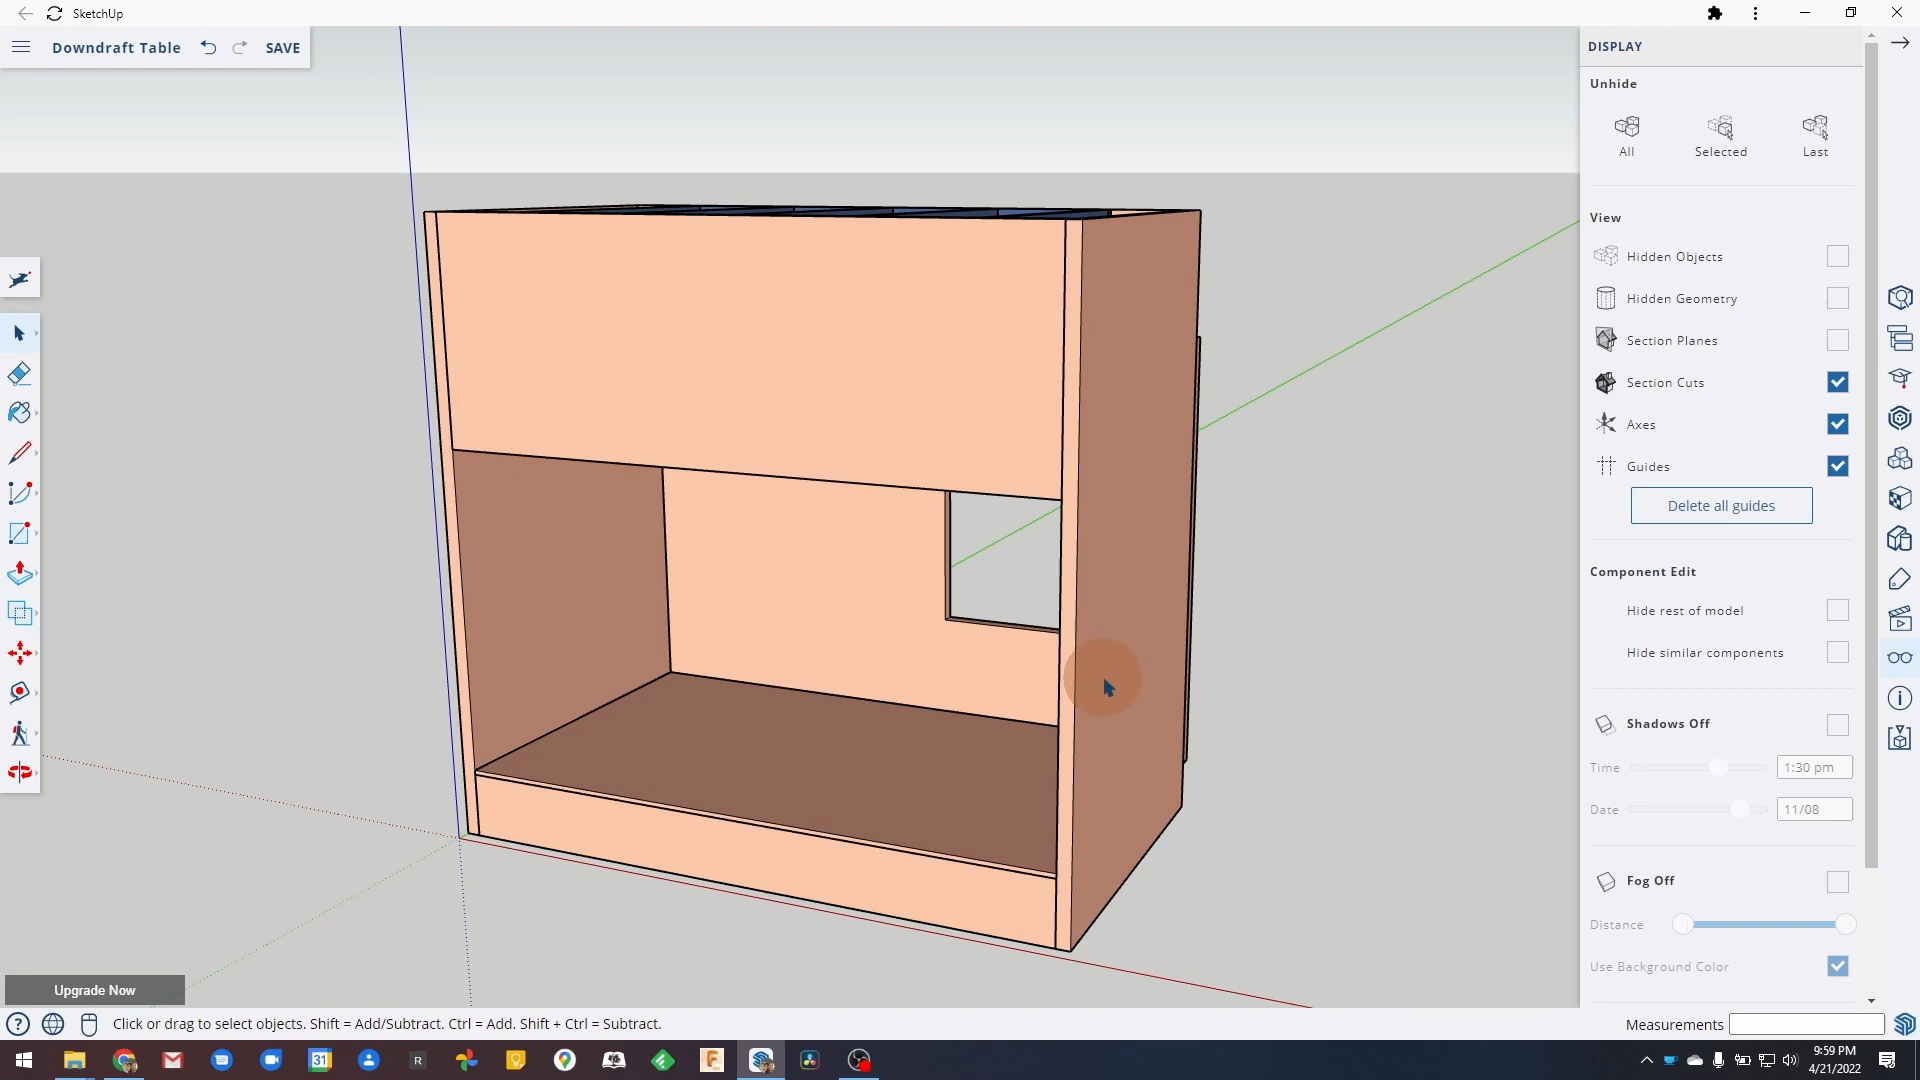 SketchUp
Downdraft Table
SAVE
DISPLAY
Unhide
All
Selected
Last
View
Hidden Objects
Hidden Geometry
Section Planes
Section Cuts
Axes
Guides
Delete all guides
Component Edit
Hide rest of model
Hide similar components
Shadows Off
Time
1:30 pm
Date
11/08
Fog Off
Distance
Use Background Color
Upgrade Now
Click or drag to select objects. Shift = Add/Subtract. Ctrl = Add. Shift + Ctrl = Subtract.
Measurements
31
R
F
9:59 PM
4/21/2022